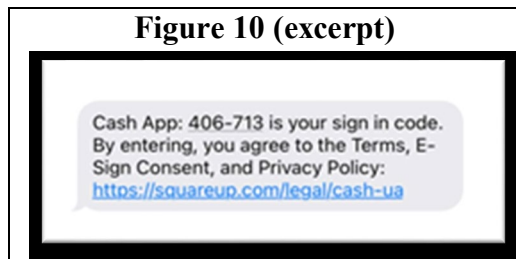 Figure 10 (excerpt)
Cash App: 406-713 is your sign in code.
By entering, you agree to the Terms, E-
Sign Consent, and Privacy Policy:
https://squareup.com/legal/cash-ua